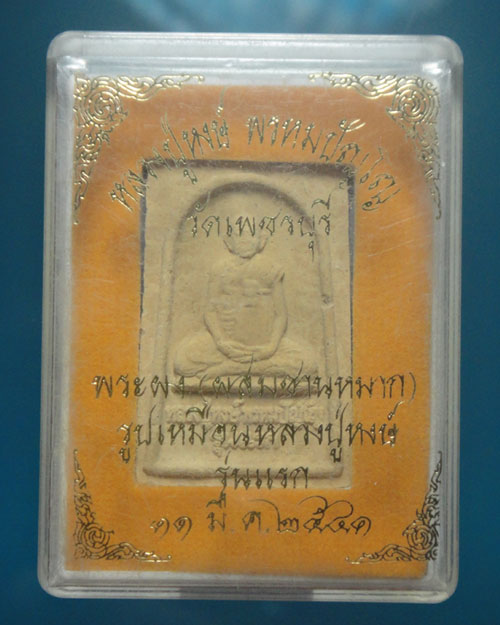 หลวงปู่หงษ์ พรหมปัญโญ
วัดเพชรบุรี
พระผง (ผสมชานหมาก)
รูปเหมือนหลวงปู่หงษ์
รุ่นแรก
๓๑ มี.ค.๒๕๔๑